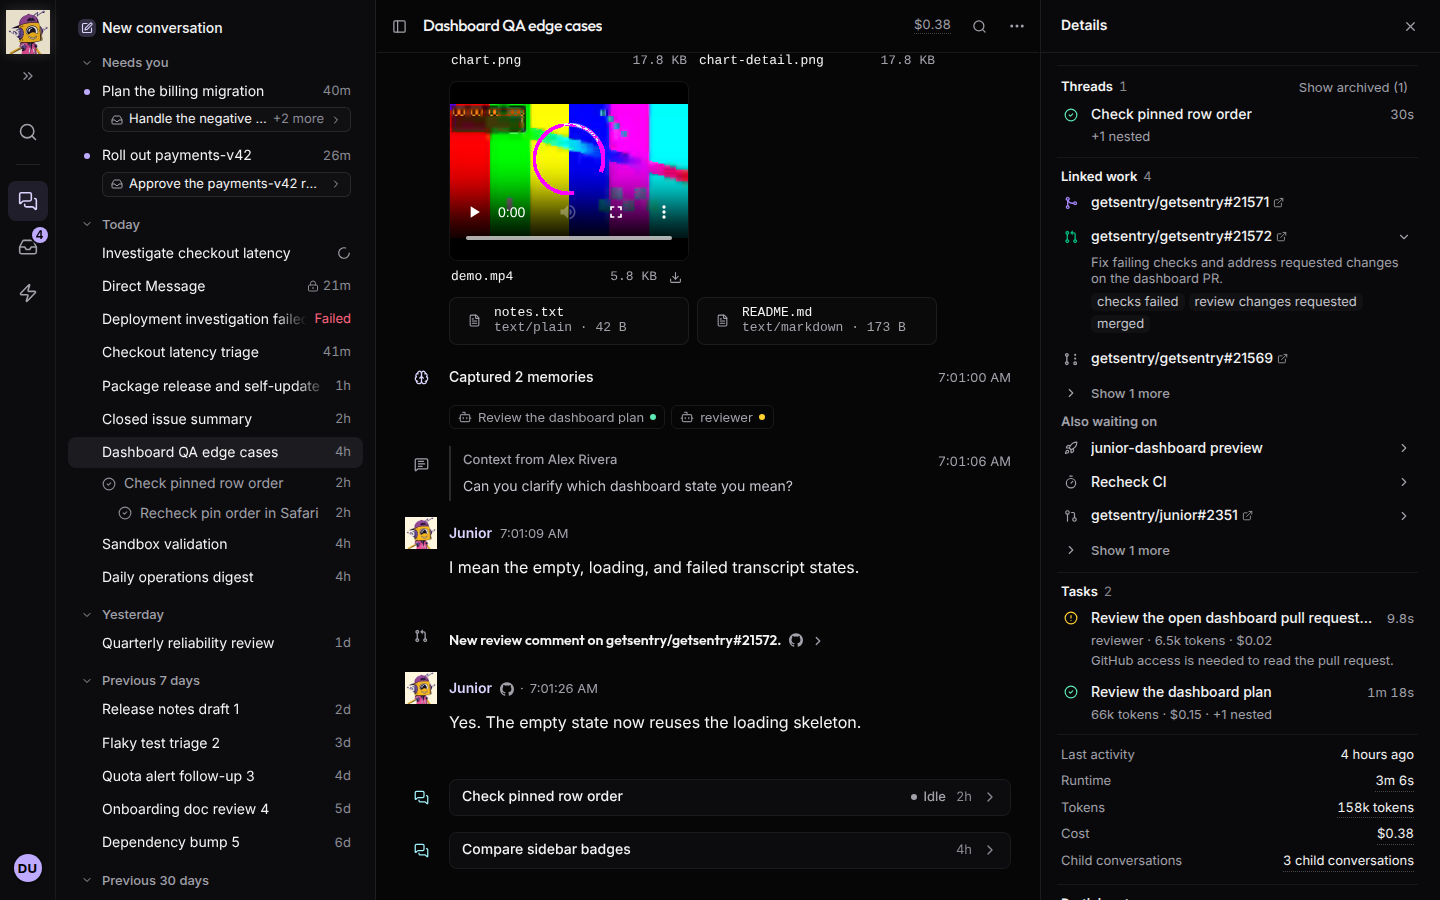 New conversation
Needs you
Plan the billing migration 40m
Handle the negative ... +2 more
Roll out payments-v42 26m
Approve the payments-v42 r...
Today
Investigate checkout latency
4
Direct Message 21m
Deployment investigation failed Failed
Checkout latency triage 41m
Package release and self-update 1h
Closed issue summary 2h
Dashboard QA edge cases 4h
Check pinned row order 2h
Recheck pin order in Safari 2h
Sandbox validation 4h
Daily operations digest 4h
Yesterday
Quarterly reliability review 1d
Previous 7 days
Release notes draft 1 2d
Flaky test triage 2 3d
Quota alert follow-up 3 4d
Onboarding doc review 4 5d
Dependency bump 5 6d
Previous 30 days
DU
Dashboard QA edge cases $0.38
chart.png 17.8 KB chart-detail.png 17.8 KB
0:00
demo.mp4 5.8 KB
notes.txt
text/plain · 42 B
README.md
text/markdown · 173 B
Captured 2 memories 7:01:00 AM
Review the dashboard plan reviewer
Context from Alex Rivera 7:01:06 AM
Can you clarify which dashboard state you mean?
Junior 7:01:09 AM
I mean the empty, loading, and failed transcript states.
New review comment on getsentry/getsentry#21572.
Junior · 7:01:26 AM
Yes. The empty state now reuses the loading skeleton.
Check pinned row order Idle 2h
Compare sidebar badges 4h
Details
Threads 1 Show archived (1)
Check pinned row order 30s
+1 nested
Linked work 4
getsentry/getsentry#21571
getsentry/getsentry#21572
Fix failing checks and address requested changes
on the dashboard PR.
checks failed review changes requested
merged
getsentry/getsentry#21569
Show 1 more
Also waiting on
junior-dashboard preview
Recheck CI
getsentry/junior#2351
Show 1 more
Tasks 2
Review the open dashboard pull request... 9.8s
reviewer · 6.5k tokens · $0.02
GitHub access is needed to read the pull request.
Review the dashboard plan 1m 18s
66k tokens · $0.15 · +1 nested
Last activity 4 hours ago
Runtime 3m 6s
Tokens 158k tokens
Cost $0.38
Child conversations 3 child conversations